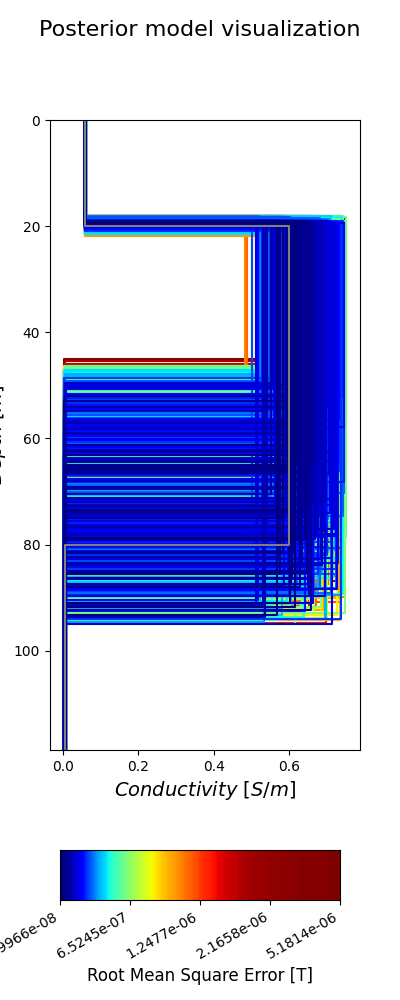 Posterior model visualization
0
20
40
60
80
100
0.0 0.2 0.4 0.6
Conductivity [S/m]
6.5245e-07 1.2477e-06 2.1658e-06 5.1814e-06
Root Mean Square Error [T]